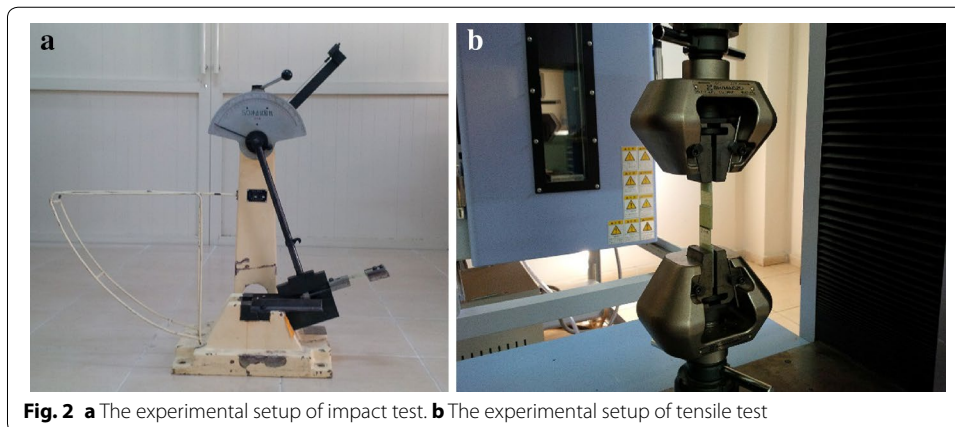 a
b
Fig. 2 a The experimental setup of impact test. b The experimental setup of tensile test